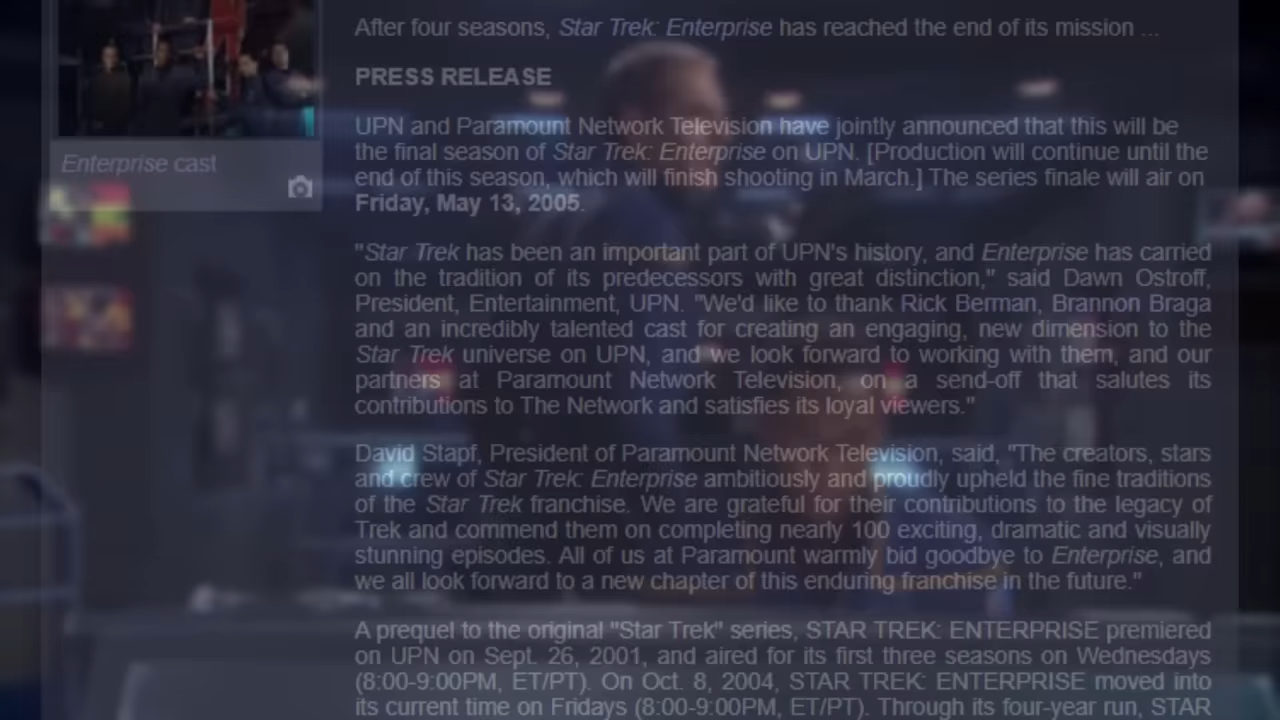 After four seasons, Star Trek: Enterprise has reached the end of its mission ...
PRESS RELEASE
UPN and Paramount Network Television have jointly announced that this will be
the final season of Star Trek: Enterprise on UPN. [Production will continue until the
end of this season, which will finish shooting in March.] The series finale will air on
Friday, May 13, 2005.
Enterprise cast
"Star Trek has been an important part of UPN's history, and Enterprise has carried
on the tradition of its predecessors with great distinction," said Dawn Ostroff,
President, Entertainment, UPN. "We'd like to thank Rick Berman, Brannon Braga
and an incredibly talented cast for creating an engaging, new dimension to the
Star Trek universe on UPN, and we look forward to working with them, and our
partners at Paramount Network Television, on a send-off that salutes its
contributions to The Network and satisfies its loyal viewers."
David Stapf, President of Paramount Network Television, said, "The creators, stars
and crew of Star Trek: Enterprise ambitiously and proudly upheld the fine traditions
of the Star Trek franchise. We are grateful for their contributions to the legacy of
Trek and commend them on completing nearly 100 exciting, dramatic and visually
stunning episodes. All of us at Paramount warmly bid goodbye to Enterprise, and
we all look forward to a new chapter of this enduring franchise in the future."
A prequel to the original "Star Trek" series, STAR TREK: ENTERPRISE premiered
on UPN on Sept. 26, 2001, and aired for its first three seasons on Wednesdays
(8:00-9:00PM, ET/PT). On Oct. 8, 2004, STAR TREK: ENTERPRISE moved into
its current time on Fridays (8:00-9:00PM, ET/PT). Through its four-year run, STAR